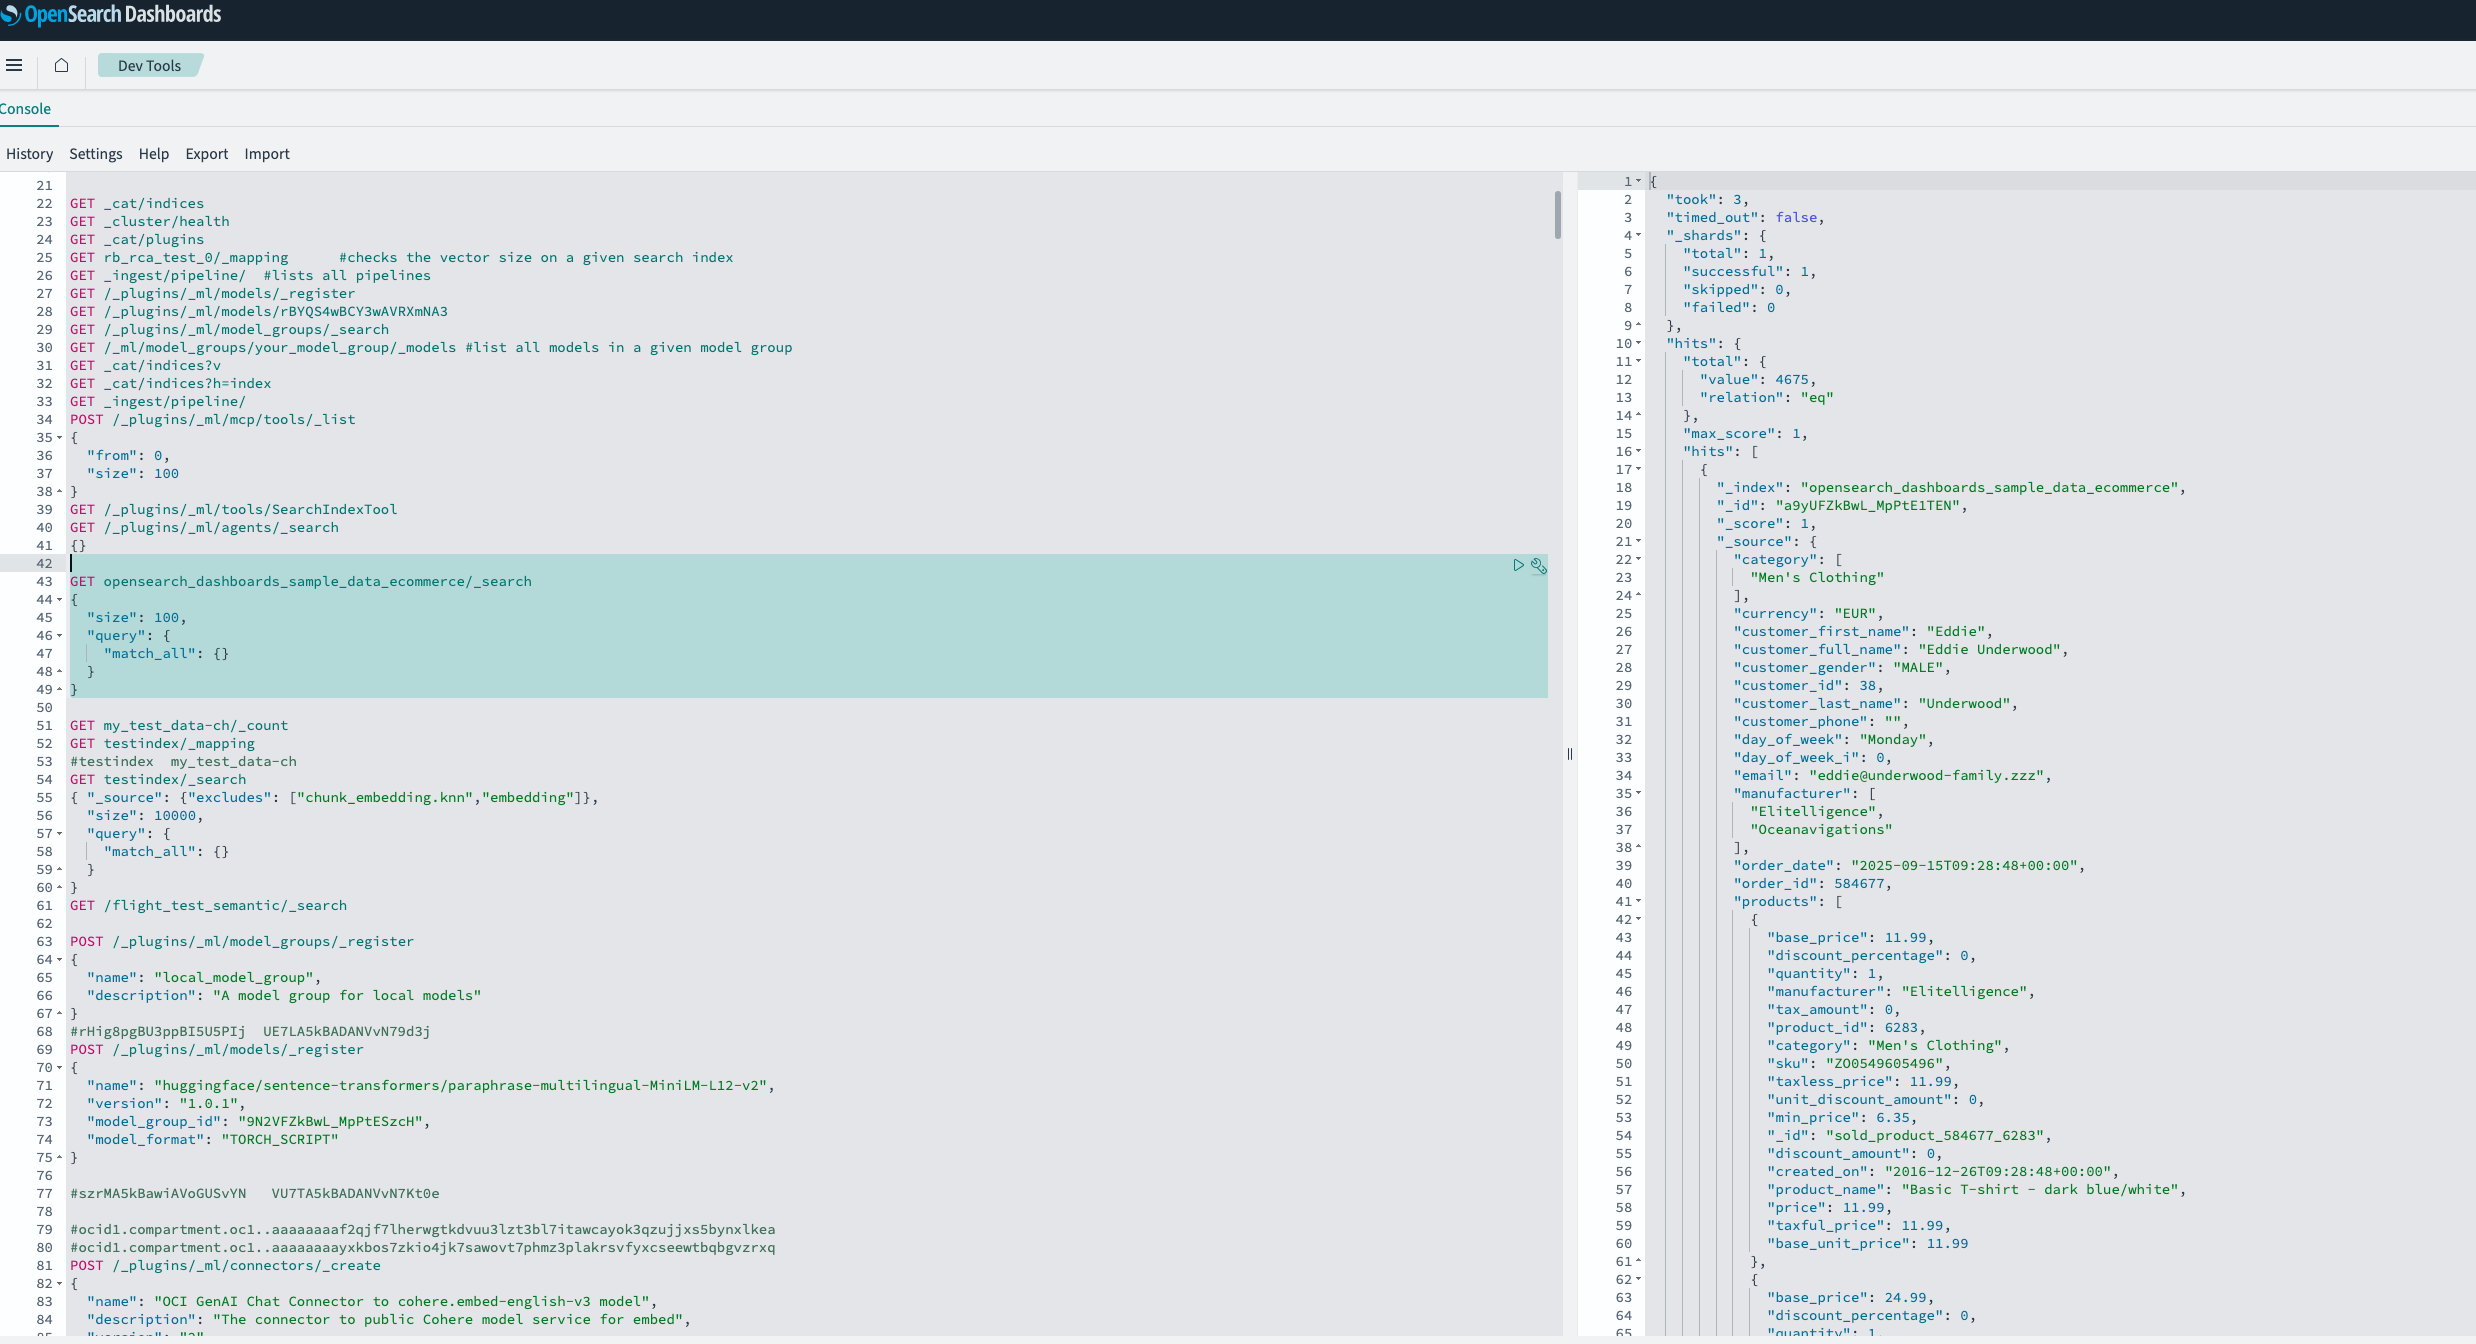 OpenSearch Dashboards
Dev Tools
Console
History Settings Help Export Import
21
22 GET _cat/indices
23 GET _cluster/health
24 GET _cat/plugins
25 GET rb_rca_test_0/_mapping      #checks the vector size on a given search index
26 GET _ingest/pipeline/  #lists all pipelines
27 GET /_plugins/_ml/models/_register
28 GET /_plugins/_ml/models/rBYQS4wBCY3wAVRXmNA3
29 GET /_plugins/_ml/model_groups/_search
30 GET /_ml/model_groups/your_model_group/_models #list all models in a given model group
31 GET _cat/indices?v
32 GET _cat/indices?h=index
33 GET _ingest/pipeline/
34 POST /_plugins/_ml/mcp/tools/_list
35 {
36   "from": 0,
37   "size": 100
38 }
39 GET /_plugins/_ml/tools/SearchIndexTool
40 GET /_plugins/_ml/agents/_search
41 {}
42
43 GET opensearch_dashboards_sample_data_ecommerce/_search
44 {
45   "size": 100,
46   "query": {
47     "match_all": {}
48   }
49 }
50
51 GET my_test_data-ch/_count
52 GET testindex/_mapping
53 #testindex  my_test_data-ch
54 GET testindex/_search
55 { "_source": {"excludes": ["chunk_embedding.knn","embedding"]},
56   "size": 10000,
57   "query": {
58     "match_all": {}
59   }
60 }
61 GET /flight_test_semantic/_search
62
63 POST /_plugins/_ml/model_groups/_register
64 {
65   "name": "local_model_group",
66   "description": "A model group for local models"
67 }
68 #rHig8pgBU3ppBI5U5PIj  UE7LA5kBADANVvN79d3j
69 POST /_plugins/_ml/models/_register
70 {
71   "name": "huggingface/sentence-transformers/paraphrase-multilingual-MiniLM-L12-v2",
72   "version": "1.0.1",
73   "model_group_id": "9N2VFZkBwL_MpPtESzcH",
74   "model_format": "TORCH_SCRIPT"
75 }
76
77 #szrMA5kBawiAVoGUSvYN   VU7TA5kBADANVvN7Kt0e
78
79 #ocid1.compartment.oc1..aaaaaaaaf2qjf7lherwgtkdvuu3lzt3bl7itawcayok3qzujjxs5bynxlkea
80 #ocid1.compartment.oc1..aaaaaaaayxkbos7zkio4jk7sawovt7phmz3plakrsvfyxcseewtbqbgvzrxq
81 POST /_plugins/_ml/connectors/_create
82 {
83   "name": "OCI GenAI Chat Connector to cohere.embed-english-v3 model",
84   "description": "The connector to public Cohere model service for embed",
85   "version": "2"
1 {
2   "took": 3,
3   "timed_out": false,
4   "_shards": {
5     "total": 1,
6     "successful": 1,
7     "skipped": 0,
8     "failed": 0
9   },
10   "hits": {
11     "total": {
12       "value": 4675,
13       "relation": "eq"
14     },
15     "max_score": 1,
16     "hits": [
17       {
18         "_index": "opensearch_dashboards_sample_data_ecommerce",
19         "_id": "a9yUFZkBwL_MpPtE1TEN",
20         "_score": 1,
21         "_source": {
22           "category": [
23             "Men's Clothing"
24           ],
25           "currency": "EUR",
26           "customer_first_name": "Eddie",
27           "customer_full_name": "Eddie Underwood",
28           "customer_gender": "MALE",
29           "customer_id": 38,
30           "customer_last_name": "Underwood",
31           "customer_phone": "",
32           "day_of_week": "Monday",
33           "day_of_week_i": 0,
34           "email": "eddie@underwood-family.zzz",
35           "manufacturer": [
36             "Elitelligence",
37             "Oceanavigations"
38           ],
39           "order_date": "2025-09-15T09:28:48+00:00",
40           "order_id": 584677,
41           "products": [
42             {
43               "base_price": 11.99,
44               "discount_percentage": 0,
45               "quantity": 1,
46               "manufacturer": "Elitelligence",
47               "tax_amount": 0,
48               "product_id": 6283,
49               "category": "Men's Clothing",
50               "sku": "ZO0549605496",
51               "taxless_price": 11.99,
52               "unit_discount_amount": 0,
53               "min_price": 6.35,
54               "_id": "sold_product_584677_6283",
55               "discount_amount": 0,
56               "created_on": "2016-12-26T09:28:48+00:00",
57               "product_name": "Basic T-shirt - dark blue/white",
58               "price": 11.99,
59               "taxful_price": 11.99,
60               "base_unit_price": 11.99
61             },
62             {
63               "base_price": 24.99,
64               "discount_percentage": 0,
65               "quantity": 1,